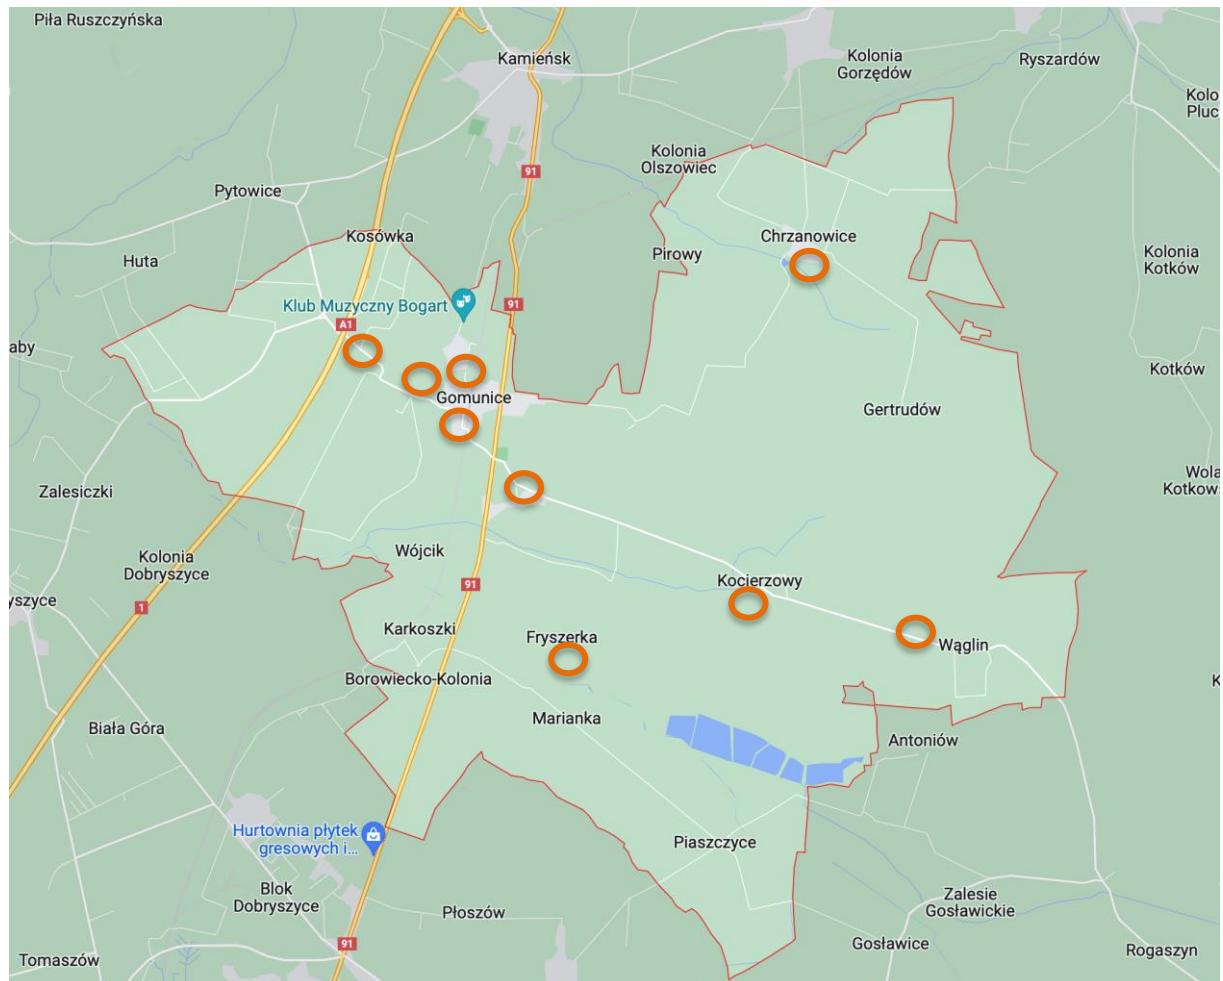 Piła Ruszczyńska
Kamieńsk
Kolonia
Gorzędów
Ryszardów
Kolo
Pluc
Kolonia
Olszowiec
91
Pytowice
Kosówka
Chrzanowice
Huta
Pirowy
Kolonia
Kotków
Klub Muzyczny Bogart
91
A1
aby
Kotków
Gomunice
Gertrudów
Zalesiczki
Wola
Kotkows
Kolonia
Dobryszyce
Wójcik
Kocierzowy
91
yszyce
1
Karkoszki
Fryszerka
Wąglin
Borowiecko-Kolonia
K
Marianka
Biała Góra
Antoniów
Hurtownia płytek
gresowych i...
Piaszczyce
Blok
Dobryszyce
Płoszów
Zalesie
Gosławickie
91
Gosławice
Rogaszyn
Tomaszów